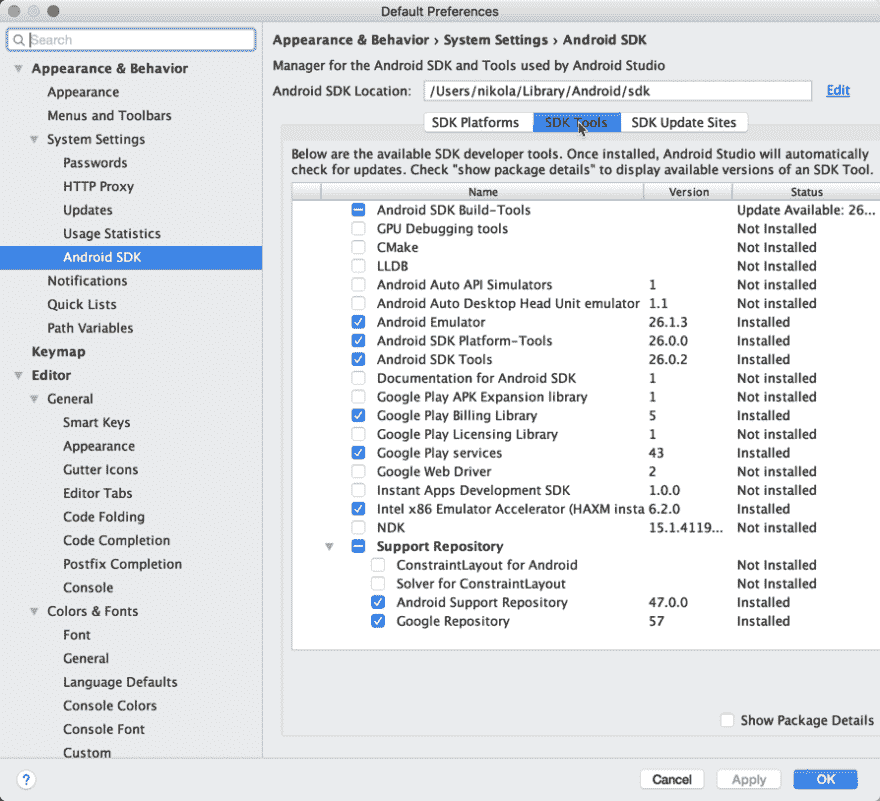 Default Preferences
Search
Appearance & Behavior
Appearance
Menus and Toolbars
System Settings
Passwords
HTTP Proxy
Updates
Usage Statistics
Android SDK
Notifications
Quick Lists
Path Variables
Keymap
Editor
General
Smart Keys
Appearance
Gutter Icons
Editor Tabs
Code Folding
Code Completion
Postfix Completion
Console
Colors & Fonts
Font
General
Language Defaults
Console Colors
Console Font
Custom
Appearance & Behavior › System Settings › Android SDK
Manager for the Android SDK and Tools used by Android Studio
Android SDK Location: /Users/nikola/Library/Android/sdk Edit
SDK Platforms SDK Tools SDK Update Sites
Below are the available SDK developer tools. Once installed, Android Studio will automatically
check for updates. Check "show package details" to display available versions of an SDK Tool.
Name Version Status
Android SDK Build-Tools Update Available: 26...
GPU Debugging tools Not Installed
CMake Not Installed
LLDB Not Installed
Android Auto API Simulators 1 Not installed
Android Auto Desktop Head Unit emulator 1.1 Not installed
Android Emulator 26.1.3 Installed
Android SDK Platform-Tools 26.0.0 Installed
Android SDK Tools 26.0.2 Installed
Documentation for Android SDK 1 Not installed
Google Play APK Expansion library 1 Not installed
Google Play Billing Library 5 Installed
Google Play Licensing Library 1 Not installed
Google Play services 43 Installed
Google Web Driver 2 Not installed
Instant Apps Development SDK 1.0.0 Not installed
Intel x86 Emulator Accelerator (HAXM insta 6.2.0 Installed
NDK 15.1.4119... Not installed
Support Repository
ConstraintLayout for Android Not Installed
Solver for ConstraintLayout Not Installed
Android Support Repository 47.0.0 Installed
Google Repository 57 Installed
Show Package Details
? Cancel Apply OK